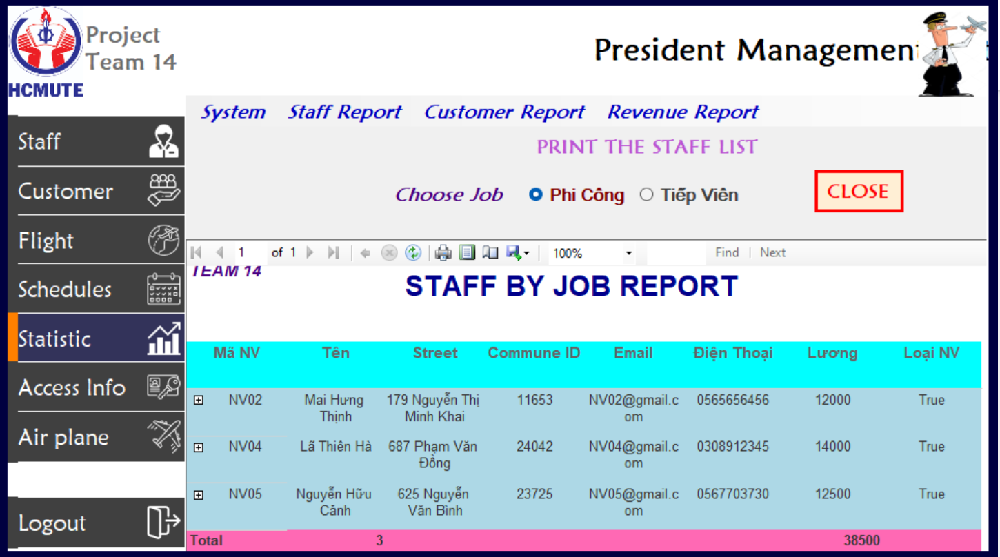 Project
Team 14
HCMUTE
President Managemen
System Staff Report Customer Report Revenue Report
PRINT THE STAFF LIST
Choose Job Phi Công Tiếp Viên CLOSE
Staff
Customer
Flight
Schedules
Statistic
Access Info
Air plane
Logout
1 of 1 100% Find | Next
TEAM 14
STAFF BY JOB REPORT
Mã NV Tên Street Commune ID Email Điện Thoại Lương Loại NV
NV02 Mai Hưng 179 Nguyễn Thị 11653 NV02@gmail.c 0565656456 12000 True
Thịnh Minh Khai om
NV04 Lã Thiên Hà 687 Phạm Văn 24042 NV04@gmail.c 0308912345 14000 True
Đồng om
NV05 Nguyễn Hữu 625 Nguyễn 23725 NV05@gmail.c 0567703730 12500 True
Cảnh Văn Bình om
Total 3 38500